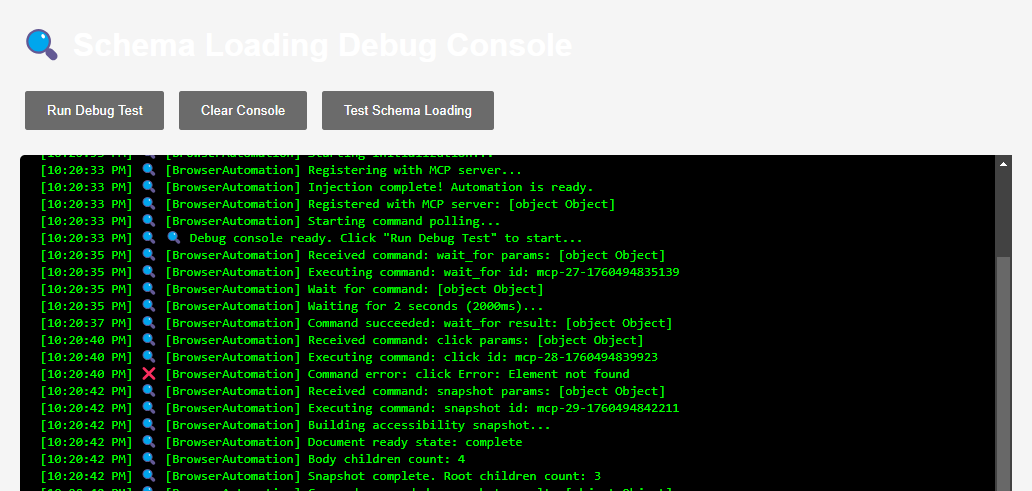 🔍 Schema Loading Debug Console
Run Debug Test Clear Console Test Schema Loading
[10:20:33 PM] 🔍 [BrowserAutomation] Starting initialization...
[10:20:33 PM] 🔍 [BrowserAutomation] Registering with MCP server...
[10:20:33 PM] 🔍 [BrowserAutomation] Injection complete! Automation is ready.
[10:20:33 PM] 🔍 [BrowserAutomation] Registered with MCP server: [object Object]
[10:20:33 PM] 🔍 [BrowserAutomation] Starting command polling...
[10:20:33 PM] 🔍 🔍 Debug console ready. Click "Run Debug Test" to start...
[10:20:35 PM] 🔍 [BrowserAutomation] Received command: wait_for params: [object Object]
[10:20:35 PM] 🔍 [BrowserAutomation] Executing command: wait_for id: mcp-27-1760494835139
[10:20:35 PM] 🔍 [BrowserAutomation] Wait for command: [object Object]
[10:20:35 PM] 🔍 [BrowserAutomation] Waiting for 2 seconds (2000ms)...
[10:20:37 PM] 🔍 [BrowserAutomation] Command succeeded: wait_for result: [object Object]
[10:20:40 PM] 🔍 [BrowserAutomation] Received command: click params: [object Object]
[10:20:40 PM] 🔍 [BrowserAutomation] Executing command: click id: mcp-28-1760494839923
[10:20:40 PM] ❌ [BrowserAutomation] Command error: click Error: Element not found
[10:20:42 PM] 🔍 [BrowserAutomation] Received command: snapshot params: [object Object]
[10:20:42 PM] 🔍 [BrowserAutomation] Executing command: snapshot id: mcp-29-1760494842211
[10:20:42 PM] 🔍 [BrowserAutomation] Building accessibility snapshot...
[10:20:42 PM] 🔍 [BrowserAutomation] Document ready state: complete
[10:20:42 PM] 🔍 [BrowserAutomation] Body children count: 4
[10:20:42 PM] 🔍 [BrowserAutomation] Snapshot complete. Root children count: 3